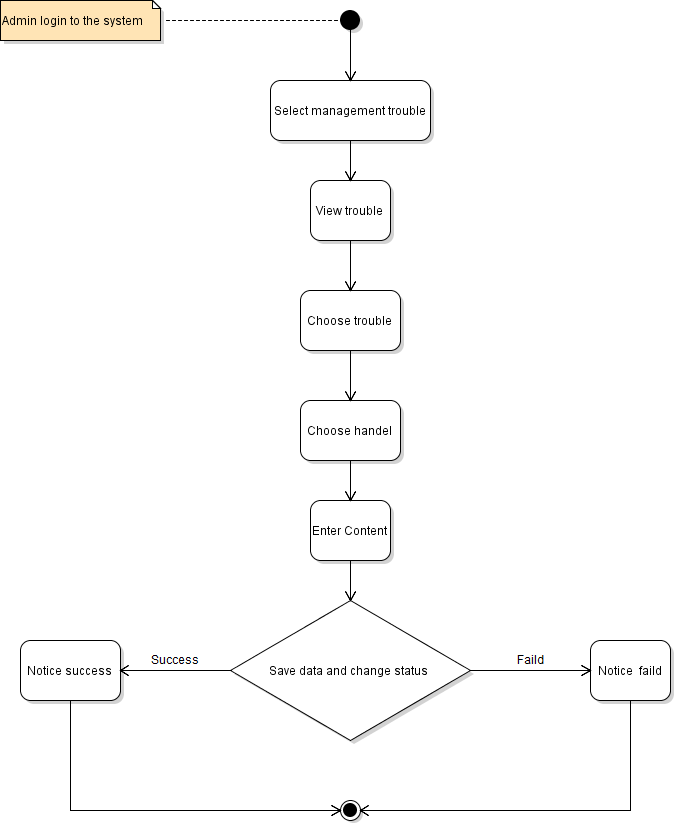 Admin login to the system
Select management trouble
View trouble
Choose trouble
Choose handel
Enter Content
Save data and change status
Success
Faild
Notice success
Notice faild